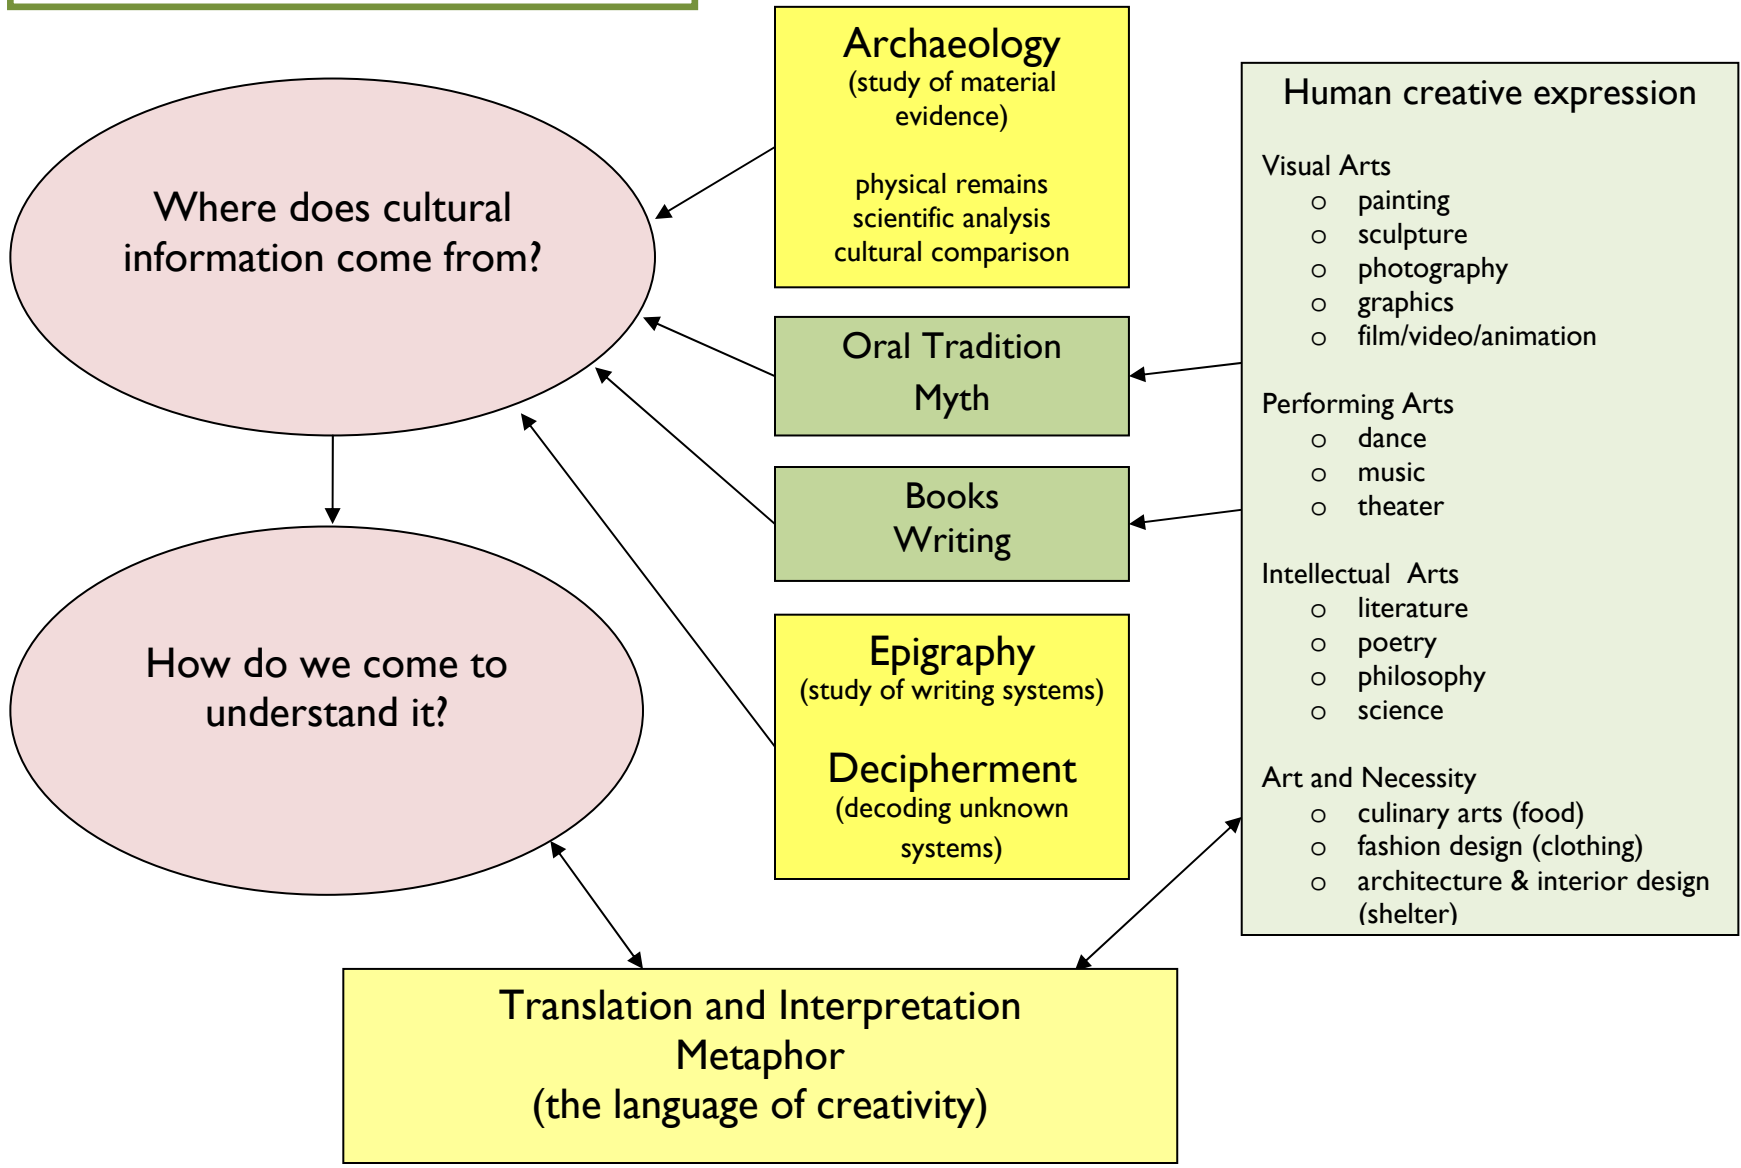 Where does cultural
information come from?
How do we come to
understand it?
Archaeology
(study of material
evidence)
physical remains
scientific analysis
cultural comparison
Oral Tradition
Myth
Books
Writing
Epigraphy
(study of writing systems)
Decipherment
(decoding unknown
systems)
Human creative expression
Visual Arts
o painting
o sculpture
o photography
o graphics
o film/video/animation
Performing Arts
o dance
o music
o theater
Intellectual Arts
o literature
o poetry
o philosophy
o science
Art and Necessity
o culinary arts (food)
o fashion design (clothing)
o architecture & interior design
(shelter)
Translation and Interpretation
Metaphor
(the language of creativity)